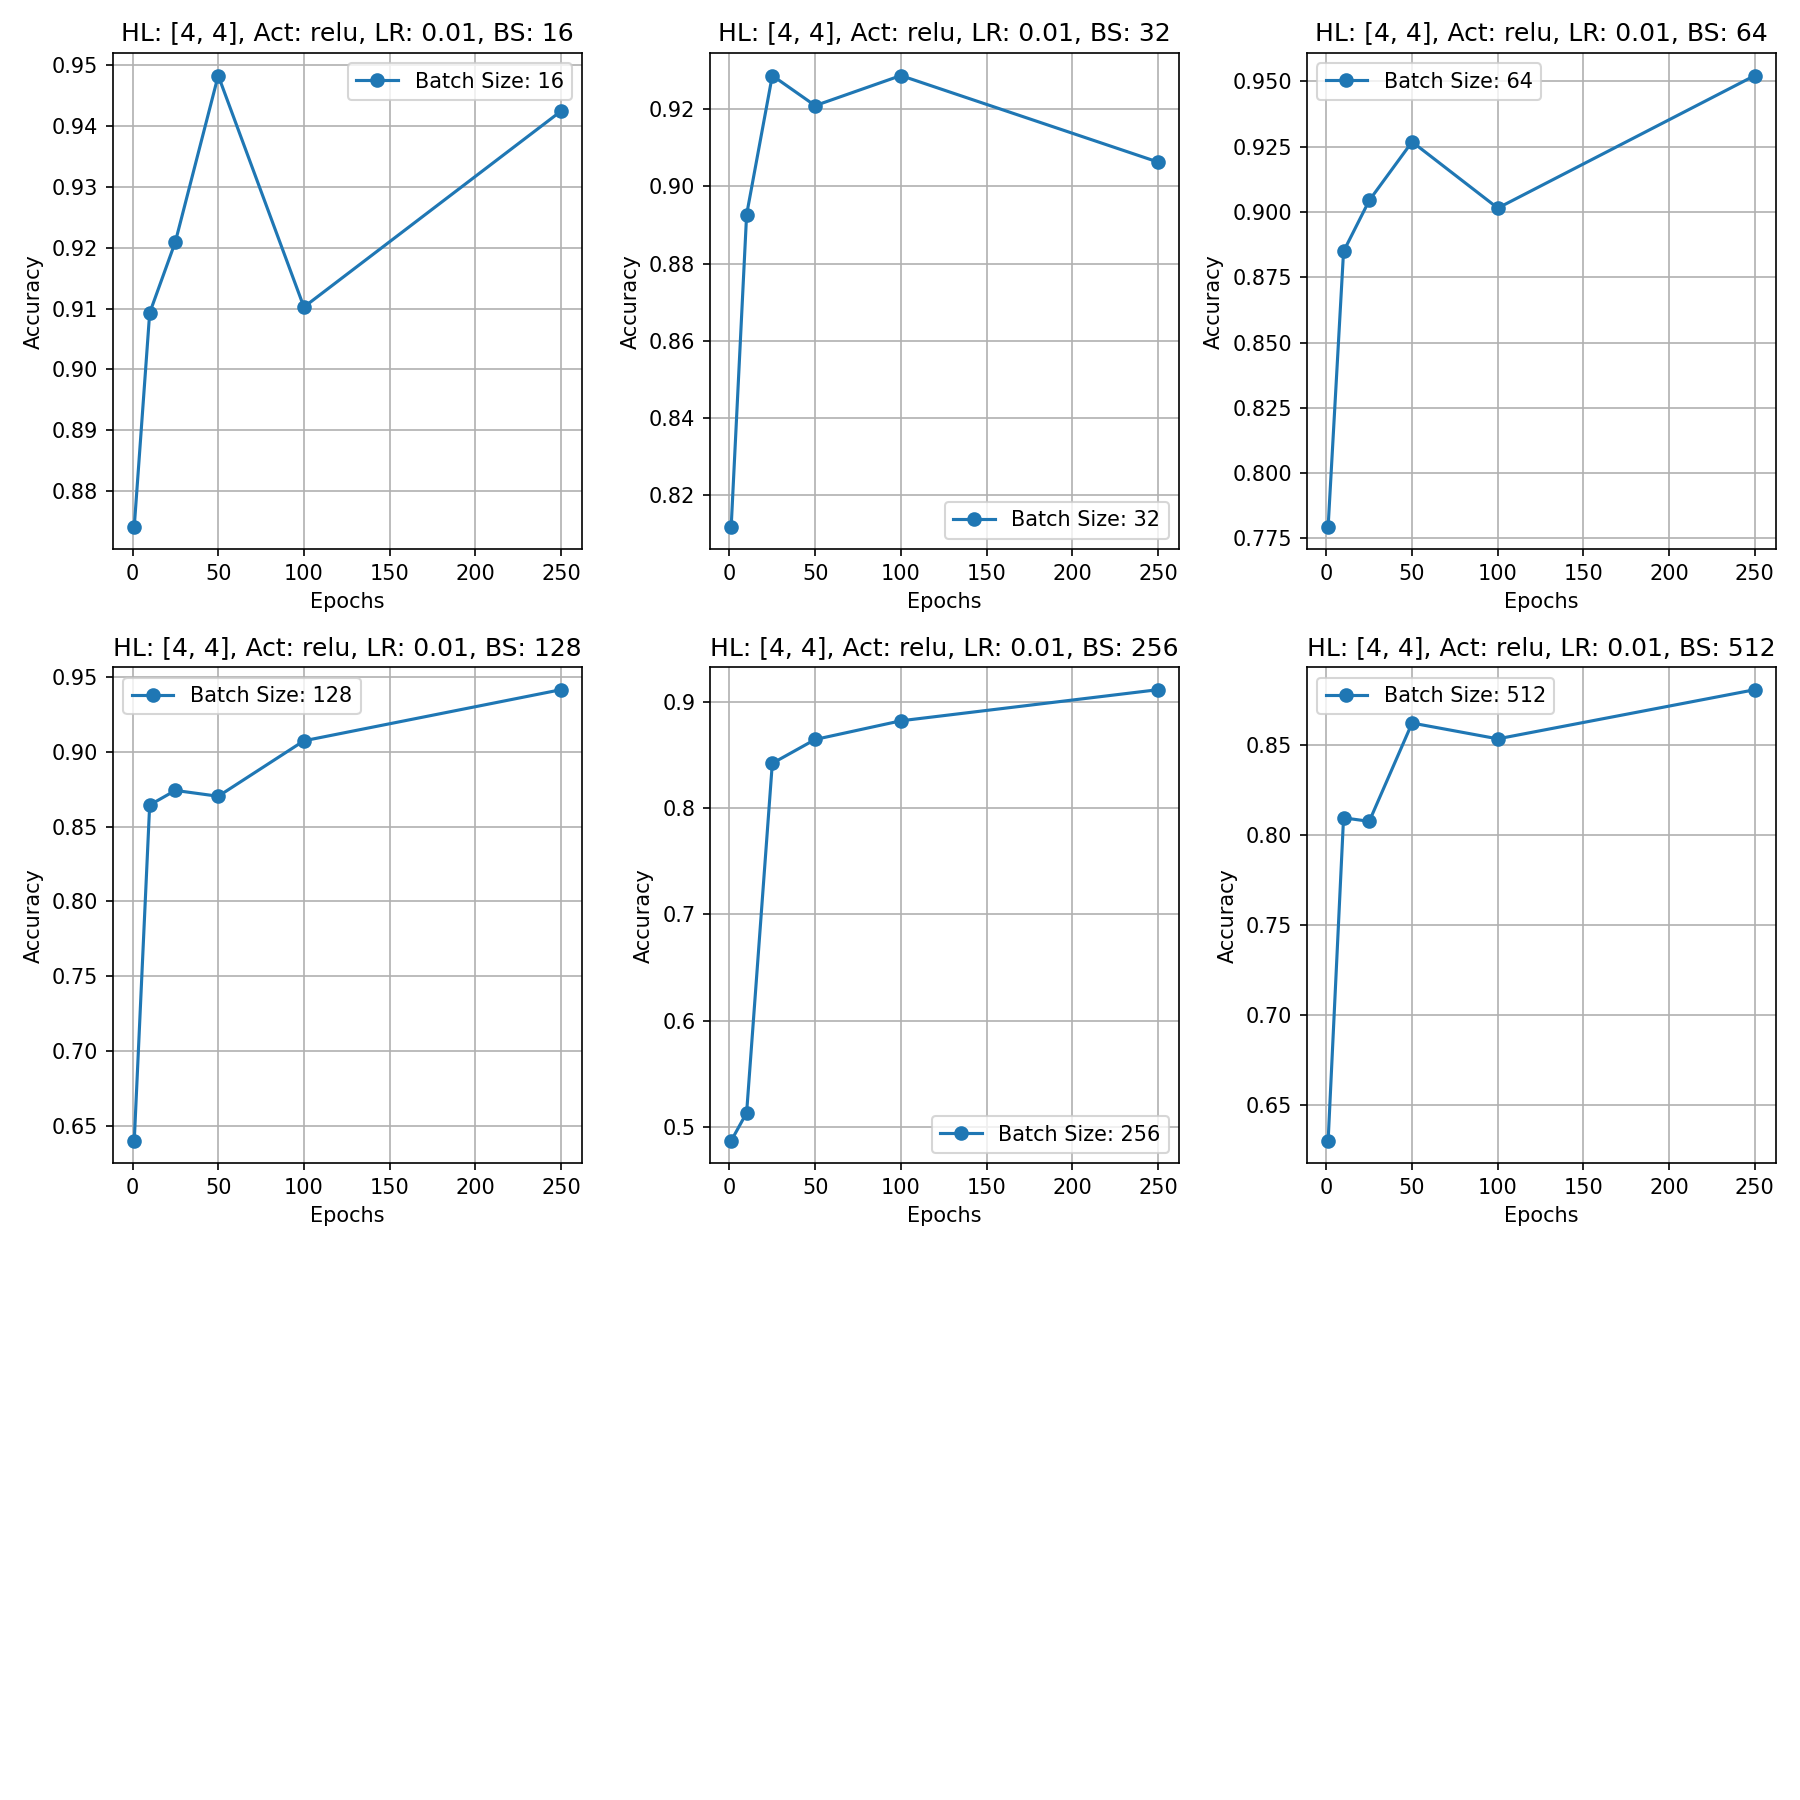 HL: [4, 4], Act: relu, LR: 0.01, BS: 16
Batch Size: 16
0.95
0.94
0.93
0.92
0.91
0.90
0.89
0.88
Accuracy
0 50 100 150 200 250
Epochs
HL: [4, 4], Act: relu, LR: 0.01, BS: 32
0.92
0.90
0.88
0.86
0.84
0.82
Accuracy
Batch Size: 32
0 50 100 150 200 250
Epochs
HL: [4, 4], Act: relu, LR: 0.01, BS: 64
Batch Size: 64
0.950
0.925
0.900
0.875
0.850
0.825
0.800
0.775
Accuracy
0 50 100 150 200 250
Epochs
HL: [4, 4], Act: relu, LR: 0.01, BS: 128
Batch Size: 128
0.95
0.90
0.85
0.80
0.75
0.70
0.65
Accuracy
0 50 100 150 200 250
Epochs
HL: [4, 4], Act: relu, LR: 0.01, BS: 256
0.9
0.8
0.7
0.6
0.5
Accuracy
Batch Size: 256
0 50 100 150 200 250
Epochs
HL: [4, 4], Act: relu, LR: 0.01, BS: 512
Batch Size: 512
0.85
0.80
0.75
0.70
0.65
Accuracy
0 50 100 150 200 250
Epochs